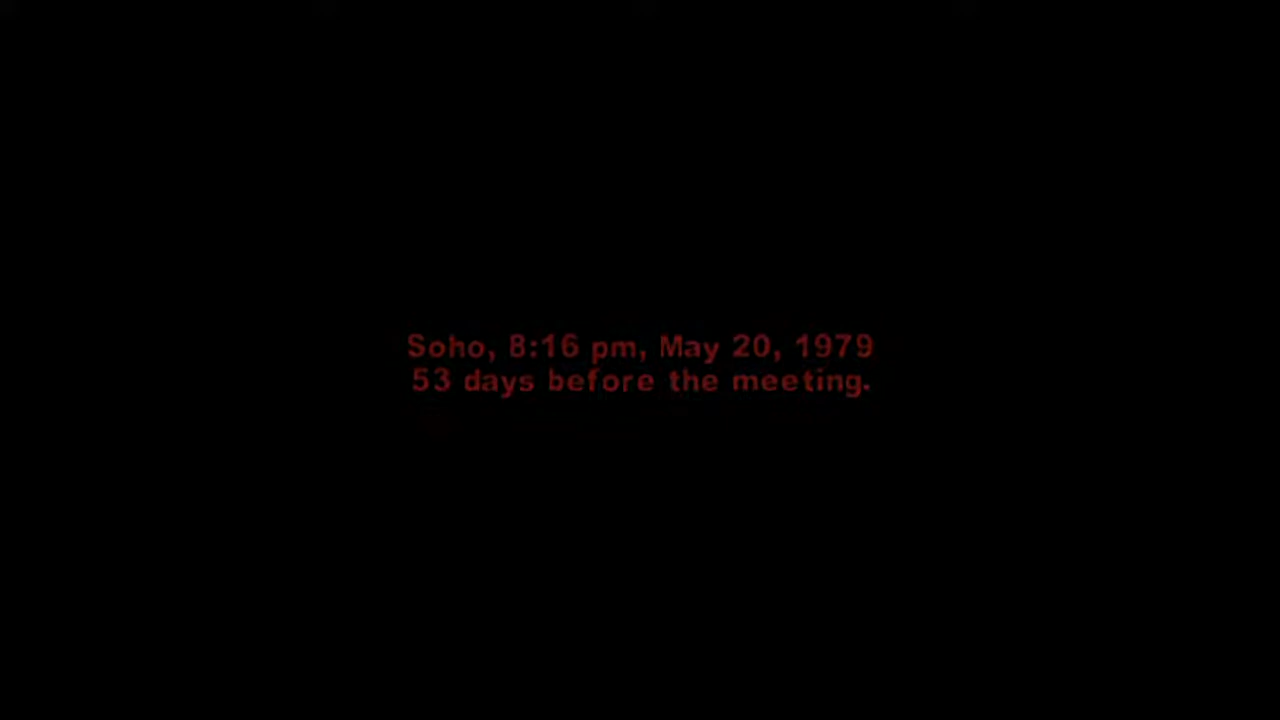 Soho, 8:16 pm, May 20, 1979
53 days before the meeting.